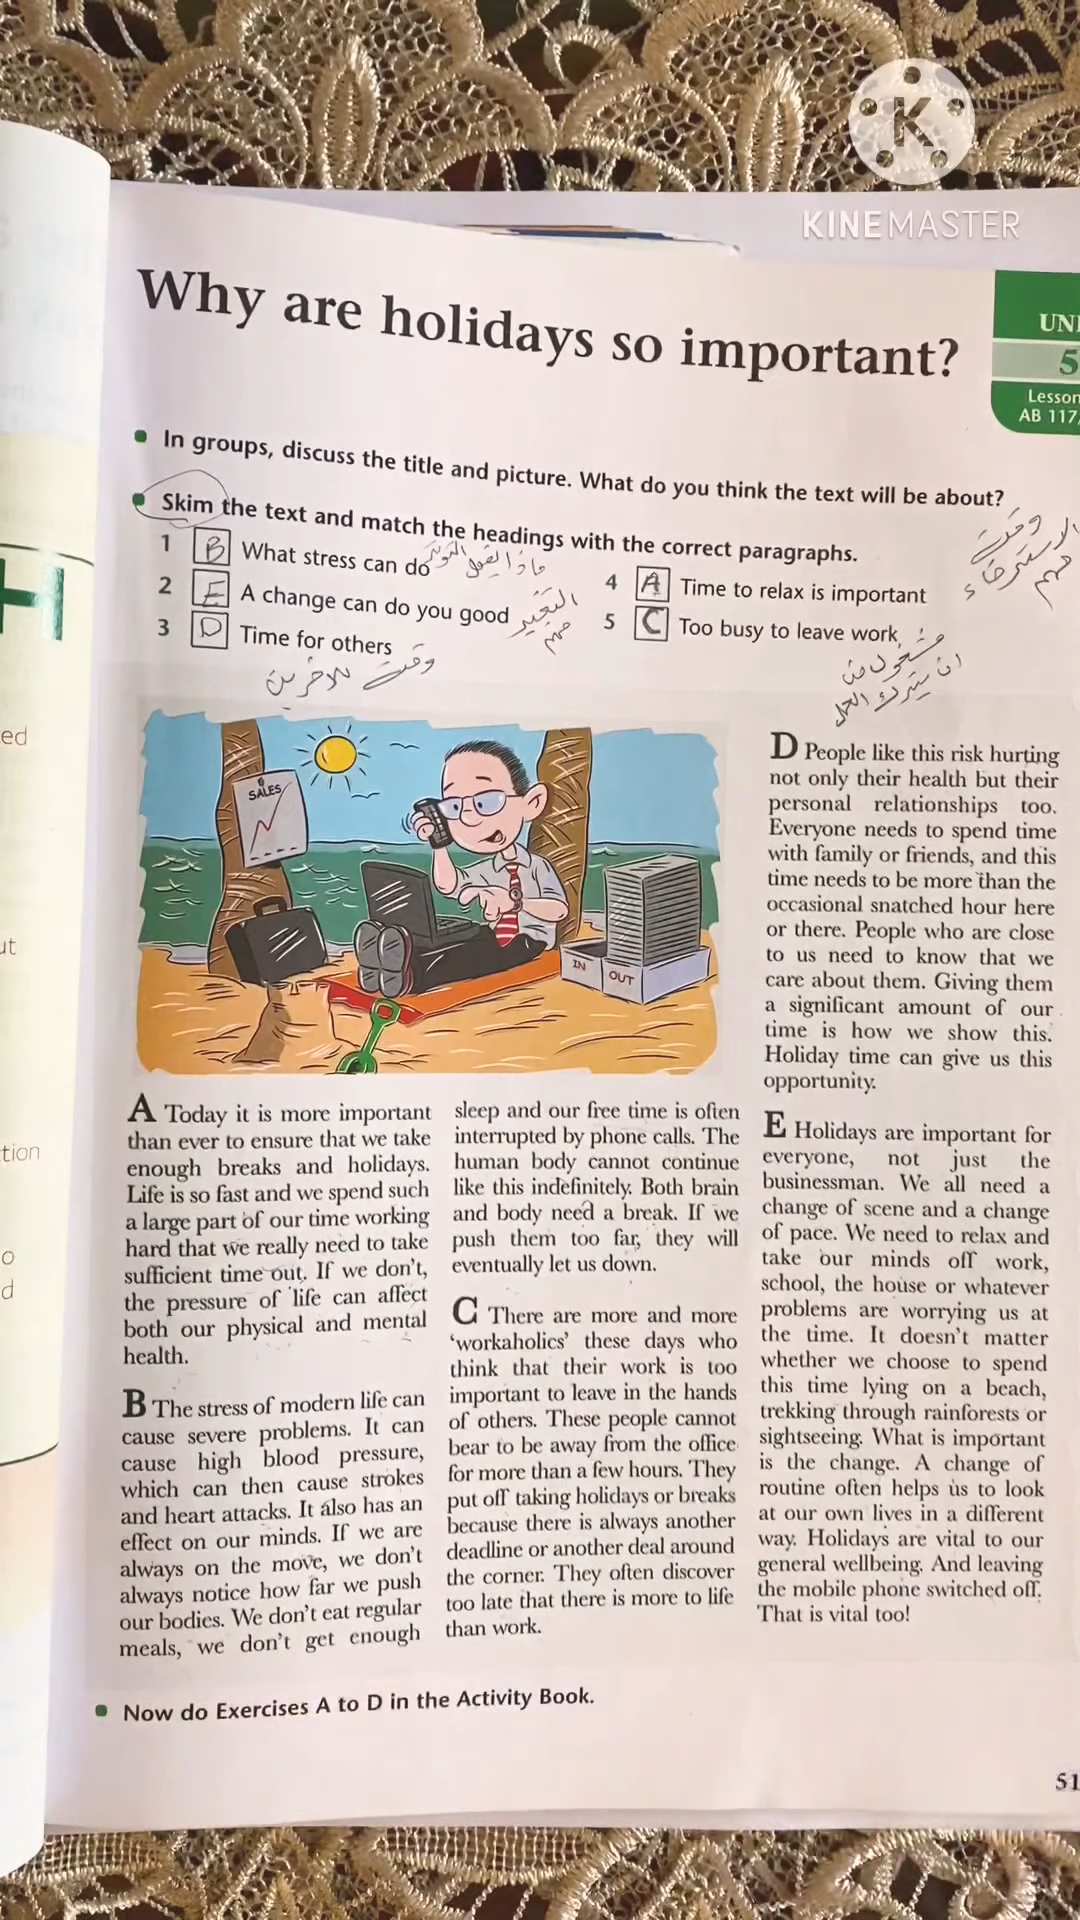 KINEMASTER
Why are holidays so important?
UNI
5
Lesson
AB 117,
In groups, discuss the title and picture. What do you think the text will be about?
Skim the text and match the headings with the correct paragraphs.
1 B What stress can do
2 E A change can do you good التغيير مهم
3 D Time for others وقت للاخرين
4 A Time to relax is important وقت الاسترخاء مهم
5 C Too busy to leave work مشغول من ان يترك العمل
SALES
IN
OUT
A Today it is more important
than ever to ensure that we take
enough breaks and holidays.
Life is so fast and we spend such
a large part of our time working
hard that we really need to take
sufficient time out. If we don't,
the pressure of life can affect
both our physical and mental
health.
B The stress of modern life can
cause severe problems. It can
cause high blood pressure,
which can then cause strokes
and heart attacks. It also has an
effect on our minds. If we are
always on the move, we don't
always notice how far we push
our bodies. We don't eat regular
meals, we don't get enough
sleep and our free time is often
interrupted by phone calls. The
human body cannot continue
like this indefinitely. Both brain
and body need a break. If we
push them too far, they will
eventually let us down.
C There are more and more
'workaholics' these days who
think that their work is too
important to leave in the hands
of others. These people cannot
bear to be away from the office
for more than a few hours. They
put off taking holidays or breaks
because there is always another
deadline or another deal around
the corner. They often discover
too late that there is more to life
than work.
D People like this risk hurting
not only their health but their
personal relationships too.
Everyone needs to spend time
with family or friends, and this
time needs to be more than the
occasional snatched hour here
or there. People who are close
to us need to know that we
care about them. Giving them
a significant amount of our
time is how we show this.
Holiday time can give us this
opportunity.
E Holidays are important for
everyone, not just the
businessman. We all need a
change of scene and a change
of pace. We need to relax and
take our minds off work,
school, the house or whatever
problems are worrying us at
the time. It doesn't matter
whether we choose to spend
this time lying on a beach,
trekking through rainforests or
sightseeing. What is important
is the change. A change of
routine often helps us to look
at our own lives in a different
way. Holidays are vital to our
general wellbeing. And leaving
the mobile phone switched off.
That is vital too!
Now do Exercises A to D in the Activity Book.
51
H
ed
ut
tion
o
d